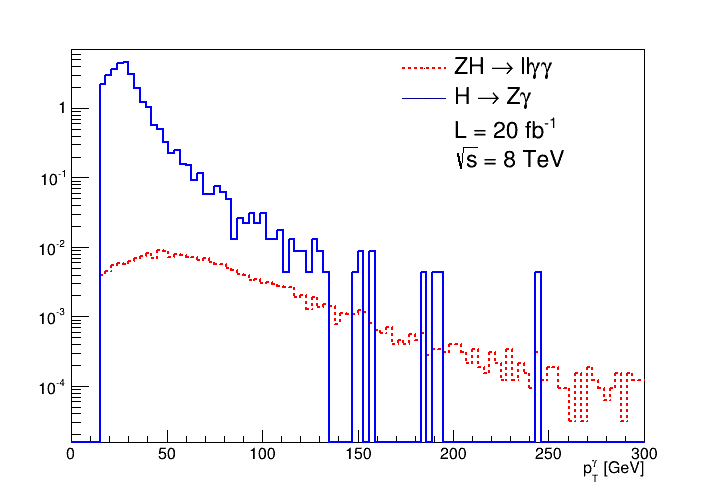 ZH → llγγ
H → Zγ
L = 20 fb⁻¹
√s = 8 TeV
1
10⁻¹
10⁻²
10⁻³
10⁻⁴
0 50 100 150 200 250 300
p_T^γ [GeV]